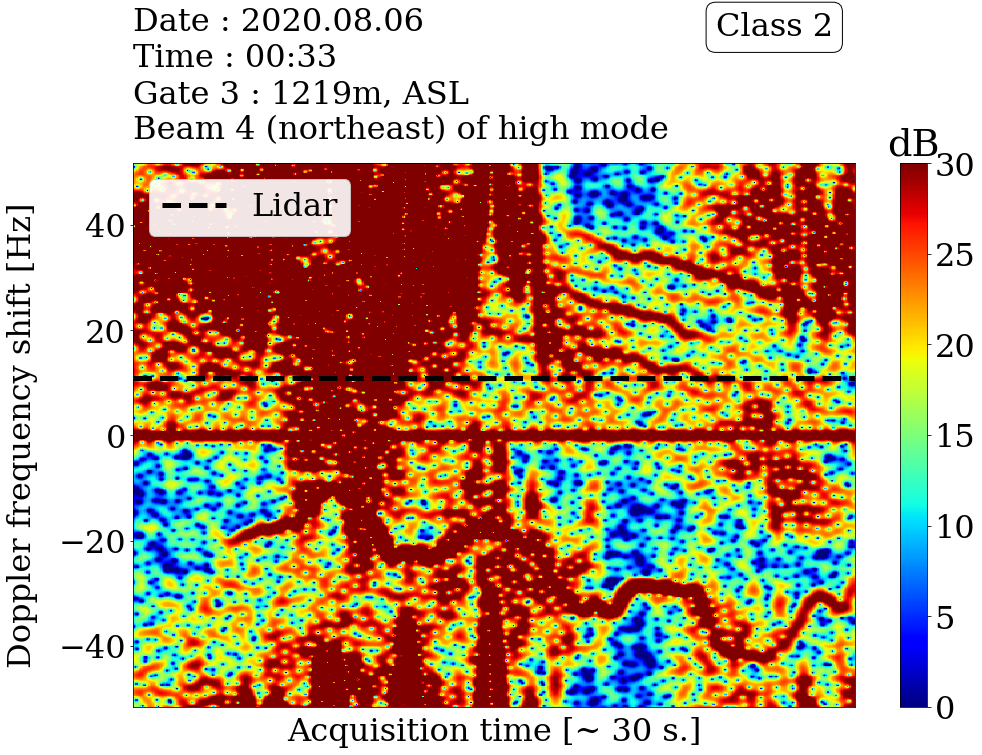 Date : 2020.08.06
Time : 00:33
Gate 3 : 1219m, ASL
Beam 4 (northeast) of high mode
Class 2
dB
Lidar
Doppler frequency shift [Hz]
40
20
0
−20
−40
Acquisition time [~ 30 s.]
30
25
20
15
10
5
0